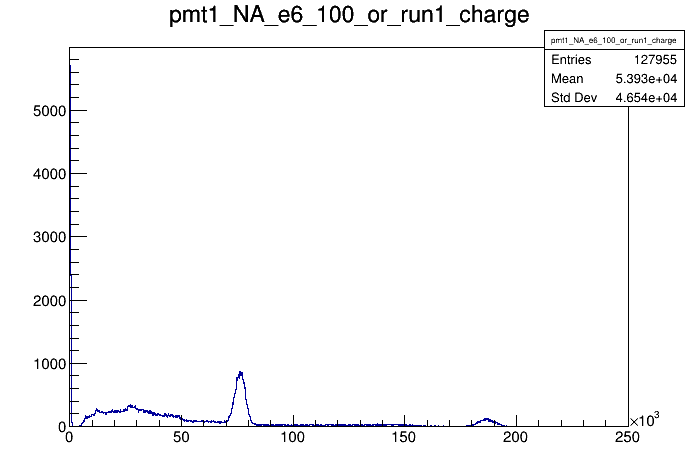 pmt1_NA_e6_100_or_run1_charge
pmt1_NA_e6_100_or_run1_charge
Entries 127955
Mean 5.393e+04
Std Dev 4.654e+04
5000
4000
3000
2000
1000
0
0 50 100 150 200 250
×10³